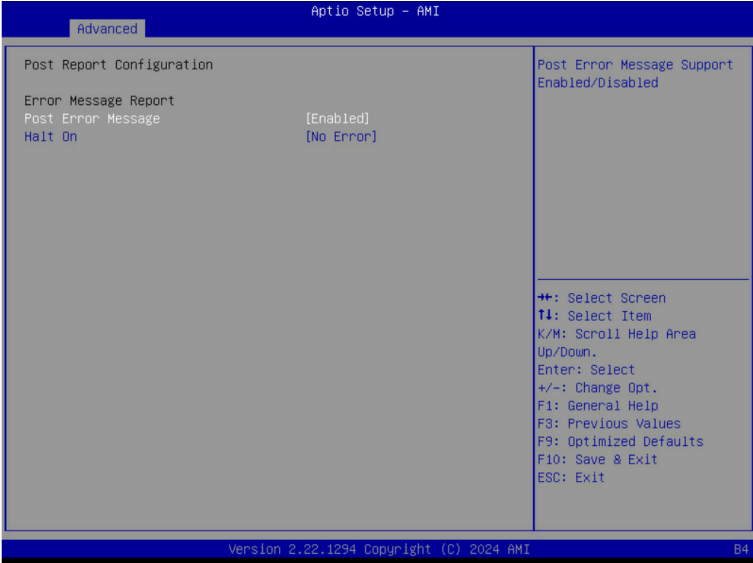 Aptio Setup – AMI
Advanced
Post Report Configuration
Error Message Report
Post Error Message [Enabled]
Halt On [No Error]
Post Error Message Support
Enabled/Disabled
→←: Select Screen
↑↓: Select Item
K/M: Scroll Help Area
Up/Down.
Enter: Select
+/-: Change Opt.
F1: General Help
F3: Previous Values
F9: Optimized Defaults
F10: Save & Exit
ESC: Exit
Version 2.22.1294 Copyright (C) 2024 AMI
B4